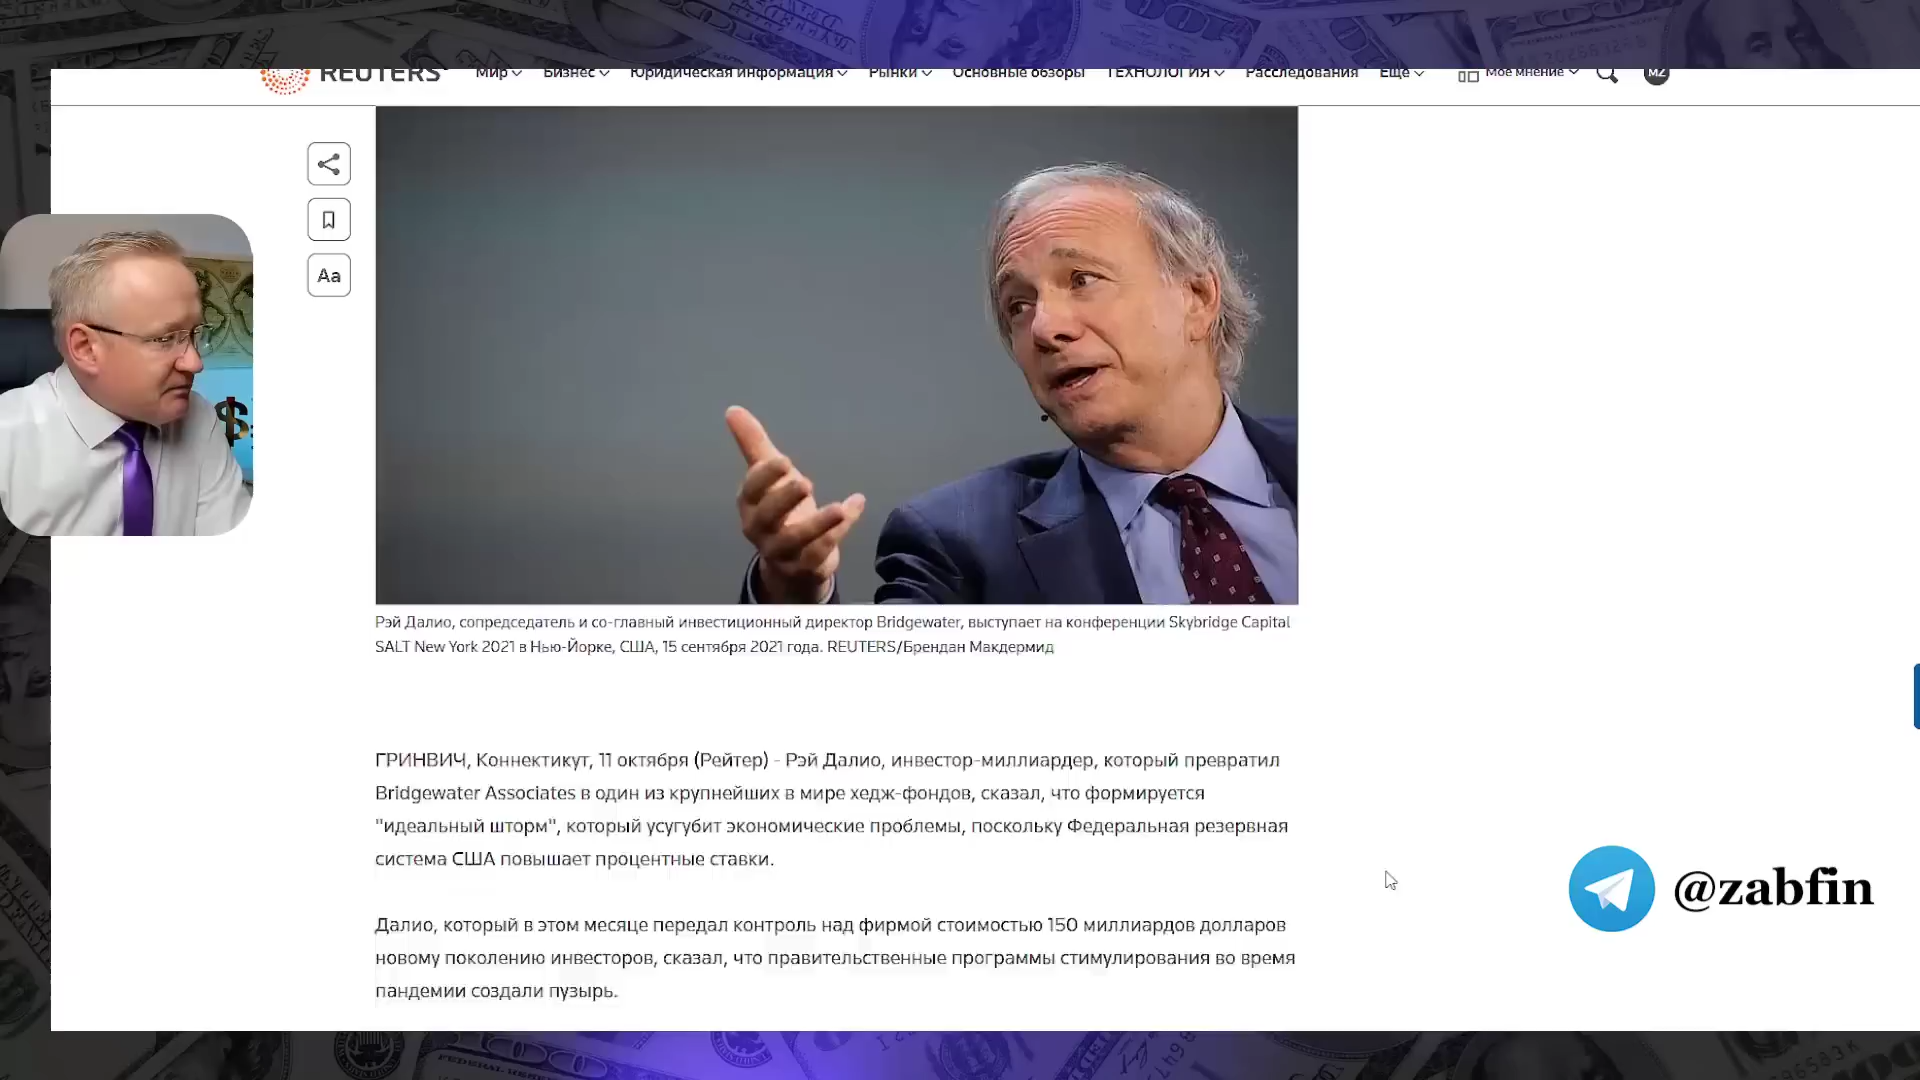 REUTERS
Мир Бизнес Юридическая информация Рынки Основные обзоры ТЕХНОЛОГИЯ Расследования Еще Мое мнение MZ
Aa
$
Рэй Далио, сопредседатель и со-главный инвестиционный директор Bridgewater, выступает на конференции Skybridge Capital
SALT New York 2021 в Нью-Йорке, США, 15 сентября 2021 года. REUTERS/Брендан Макдермид
ГРИНВИЧ, Коннектикут, 11 октября (Рейтер) - Рэй Далио, инвестор-миллиардер, который превратил
Bridgewater Associates в один из крупнейших в мире хедж-фондов, сказал, что формируется
"идеальный шторм", который усугубит экономические проблемы, поскольку Федеральная резервная
система США повышает процентные ставки.
@zabfin
Далио, который в этом месяце передал контроль над фирмой стоимостью 150 миллиардов долларов
новому поколению инвесторов, сказал, что правительственные программы стимулирования во время
пандемии создали пузырь.